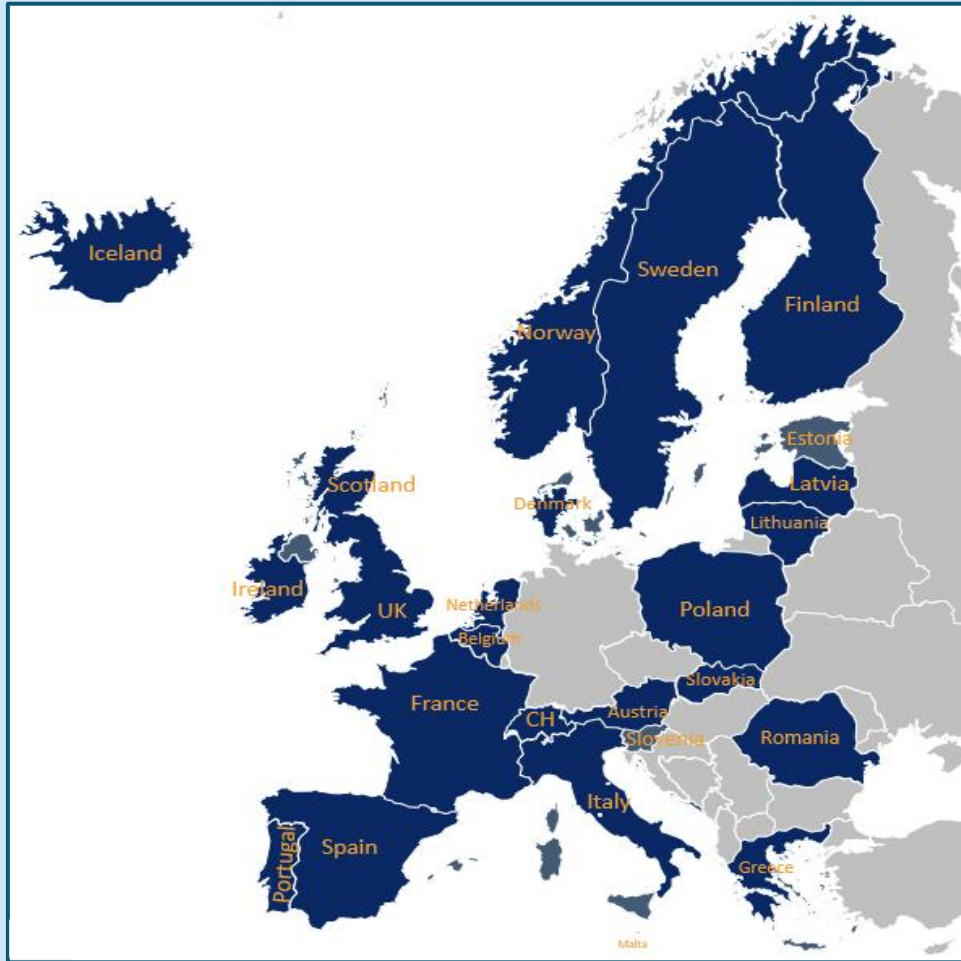 Iceland
Sweden
Finland
Norway
Estonia
Scotland
Latvia
Denmark
Lithuania
Ireland
UK
Netherlands
Poland
Belgium
Slovakia
France
Austria
CH
Slovenia
Romania
Italy
Portugal
Spain
Greece
Malta